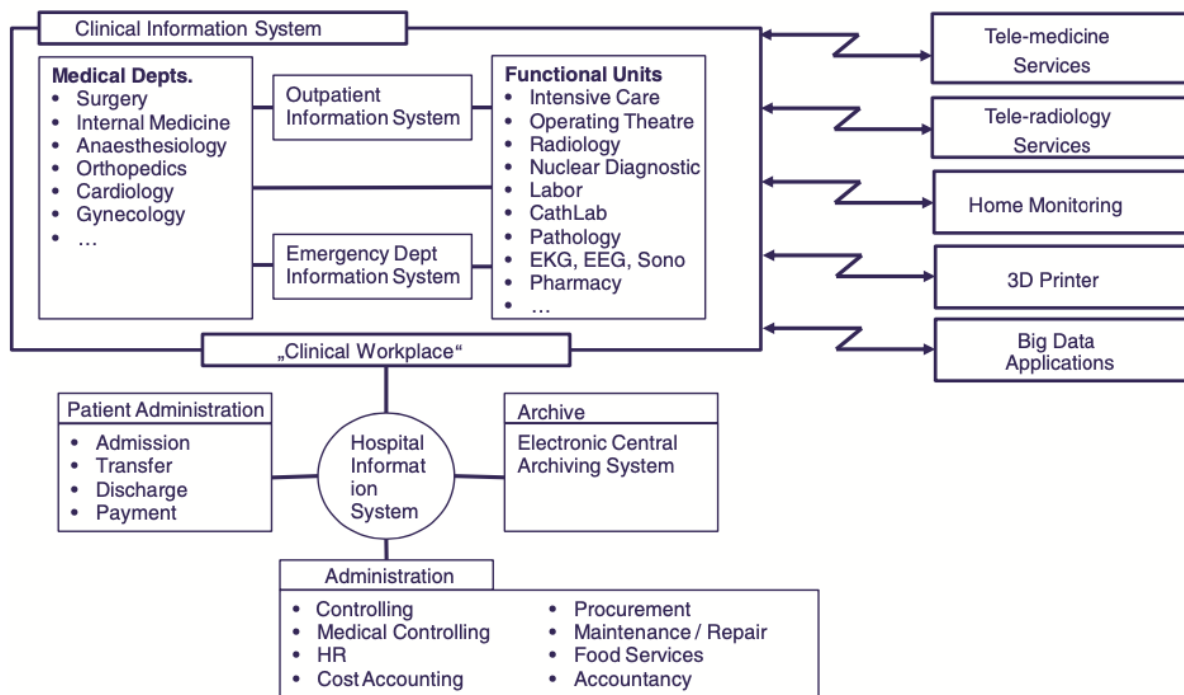 Clinical Information System
Medical Depts.
• Surgery
• Internal Medicine
• Anaesthesiology
• Orthopedics
• Cardiology
• Gynecology
• ...
Outpatient
Information System
Emergency Dept
Information System
Functional Units
• Intensive Care
• Operating Theatre
• Radiology
• Nuclear Diagnostic
• Labor
• CathLab
• Pathology
• EKG, EEG, Sono
• Pharmacy
• ...
„Clinical Workplace“
Tele-medicine
Services
Tele-radiology
Services
Home Monitoring
3D Printer
Big Data
Applications
Patient Administration
• Admission
• Transfer
• Discharge
• Payment
Hospital
Informat
ion
System
Archive
Electronic Central
Archiving System
Administration
• Controlling
• Medical Controlling
• HR
• Cost Accounting
• Procurement
• Maintenance / Repair
• Food Services
• Accountancy